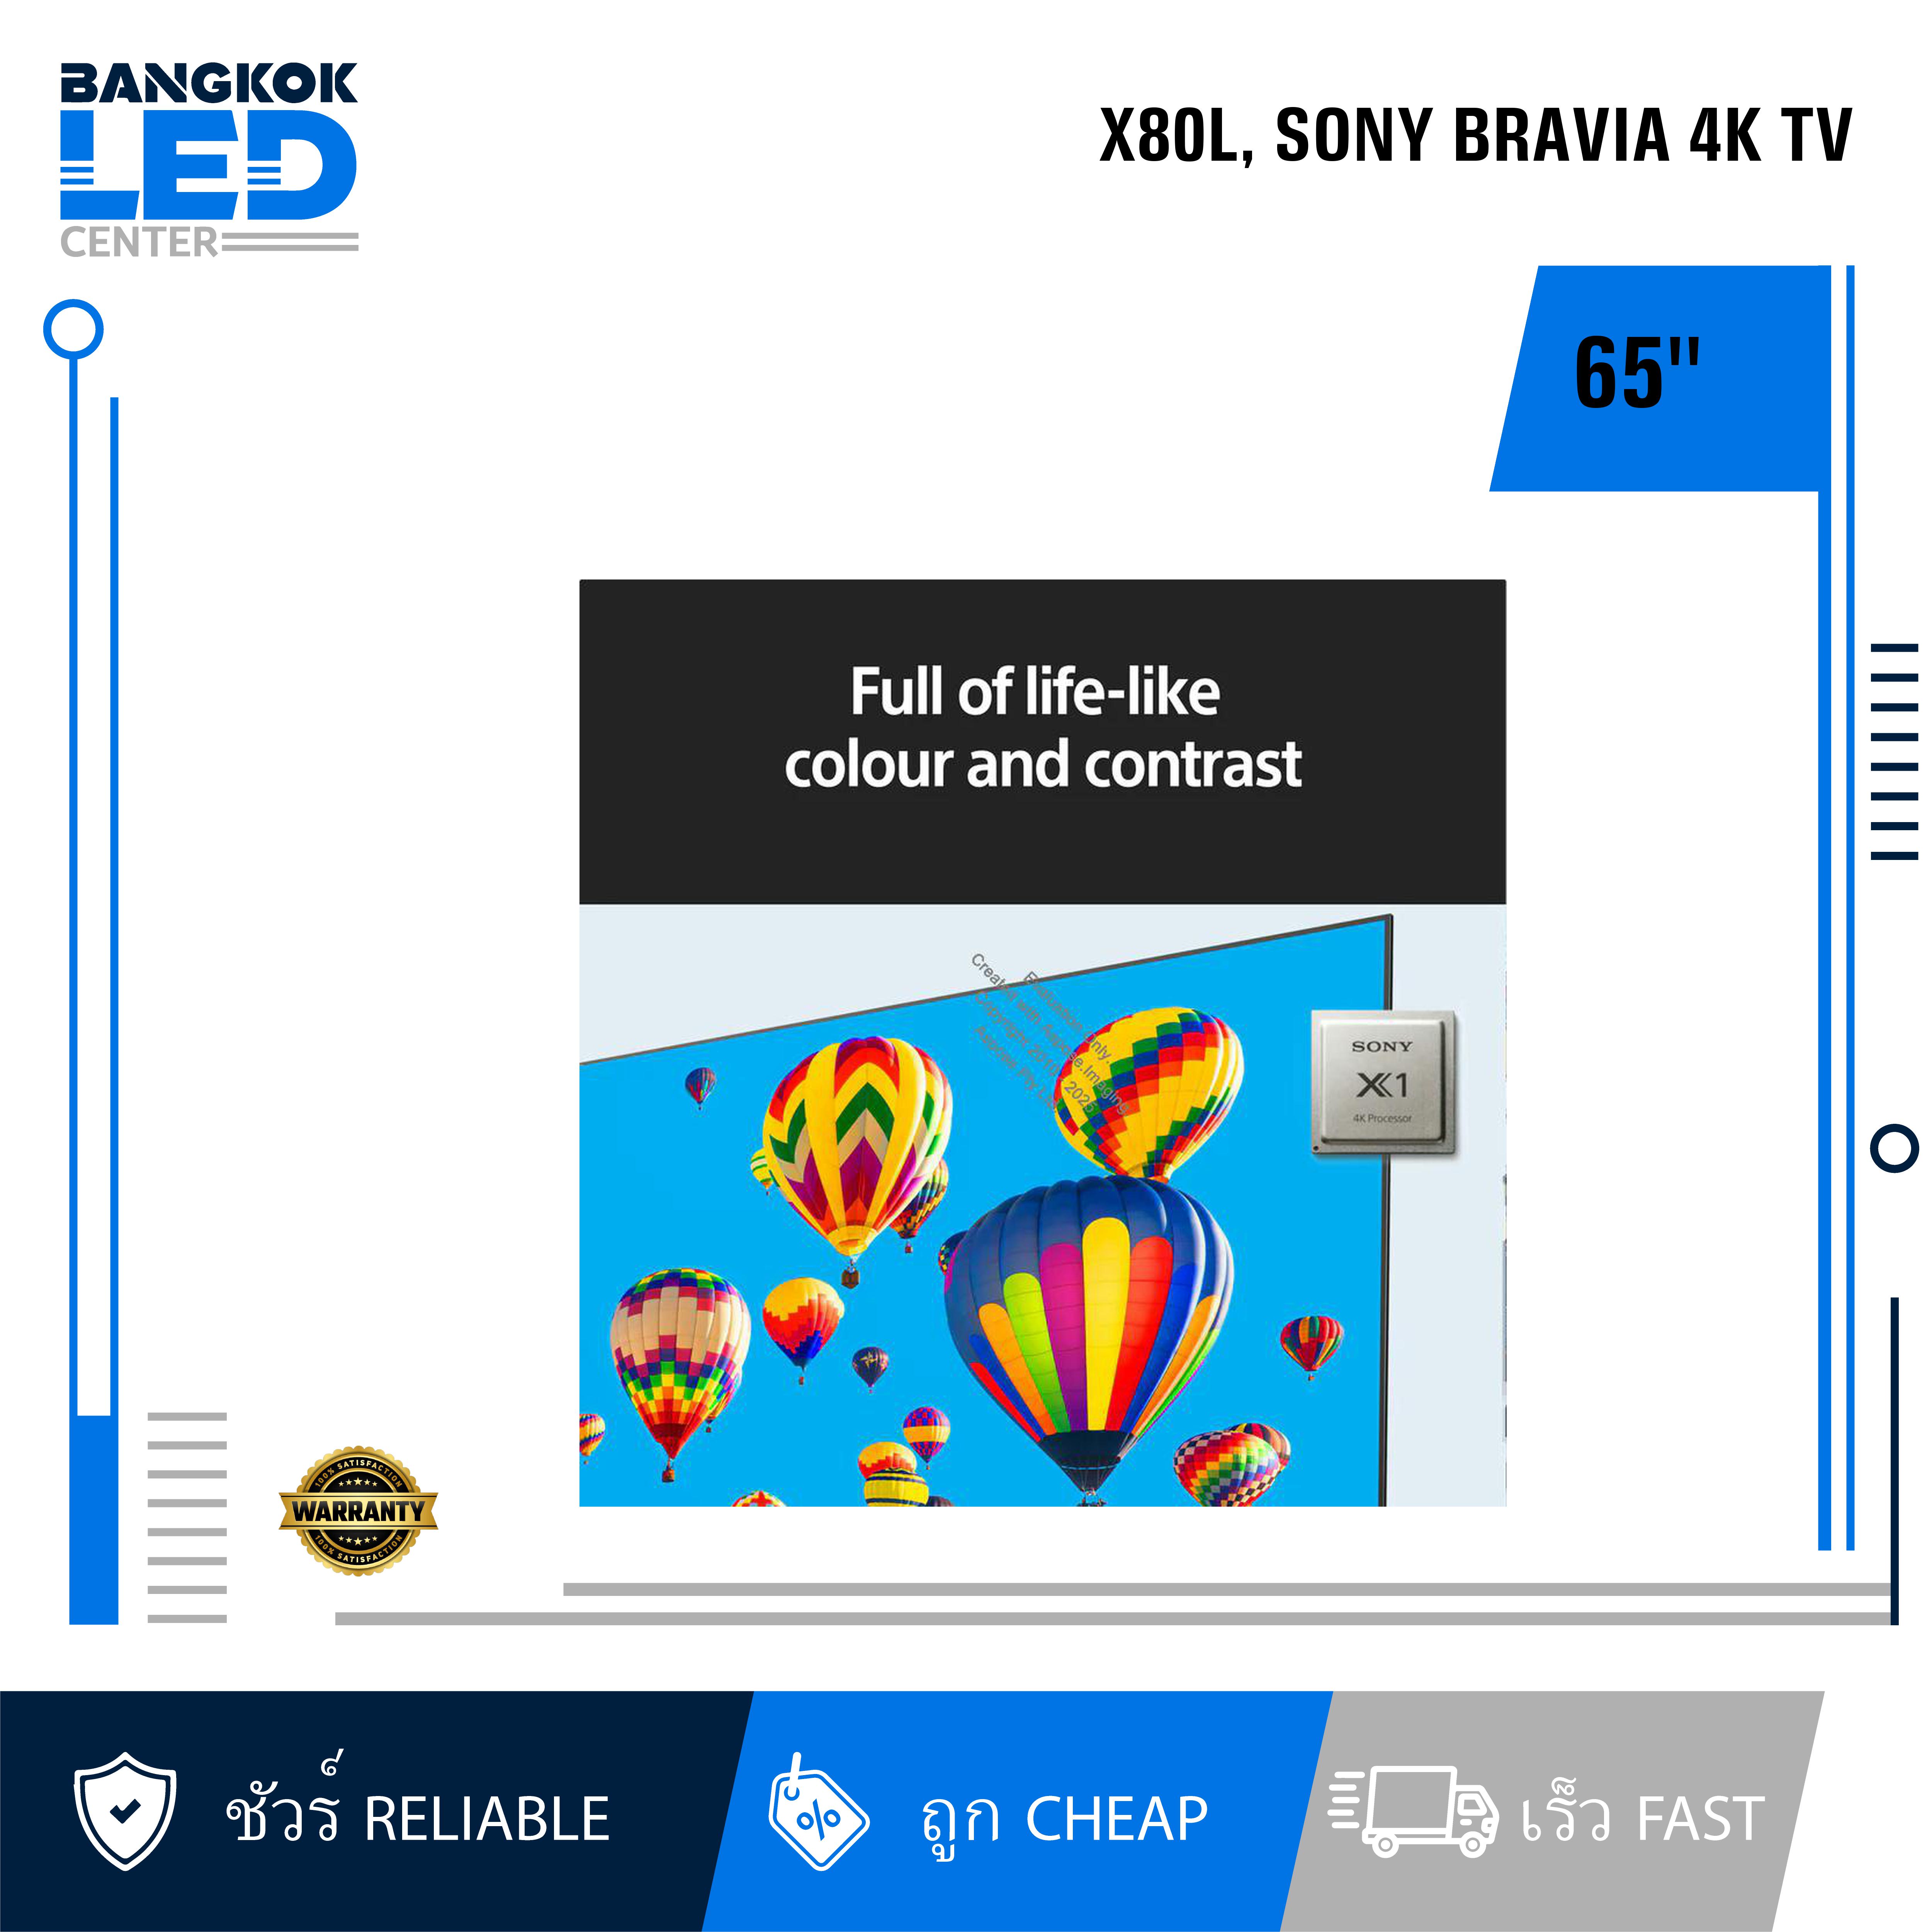 BANGKOK
LED
CENTER
X80L, SONY BRAVIA 4K TV
65"
Full of life-like
colour and contrast
Evaluation Only.
Created with Aspose.Imaging.
Copyright 2010-2025
Aspose Pty Ltd.
SONY
X1
4K Processor
100% SATISFACTION
WARRANTY
100% SATISFACTION
ชัวร์ RELIABLE
%
ถูก CHEAP
เร็ว FAST